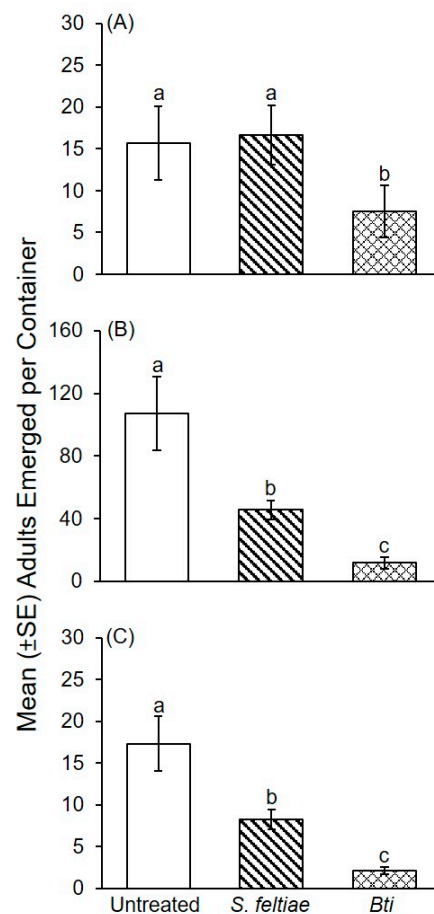 Mean (±SE) Adults Emerged per Container
(A)
30
25
20
15
10
5
0
a
a
b
(B)
160
120
80
40
0
a
b
c
(C)
30
25
20
15
10
5
0
a
b
c
Untreated
S. feltiae
Bti